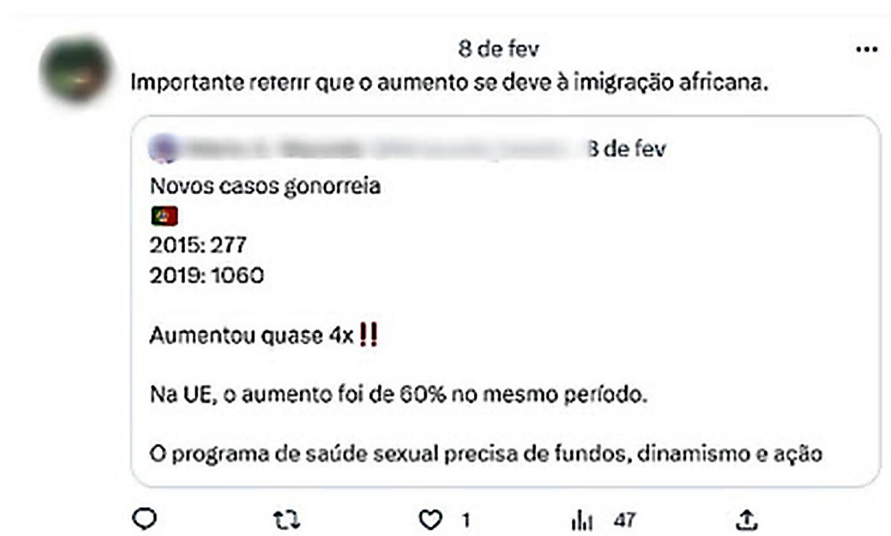 8 de fev
Importante referir que o aumento se deve à imigração africana.
8 de fev
Novos casos gonorreia
2015: 277
2019: 1060
Aumentou quase 4x‼
Na UE, o aumento foi de 60% no mesmo período.
O programa de saúde sexual precisa de fundos, dinamismo e ação
1
47